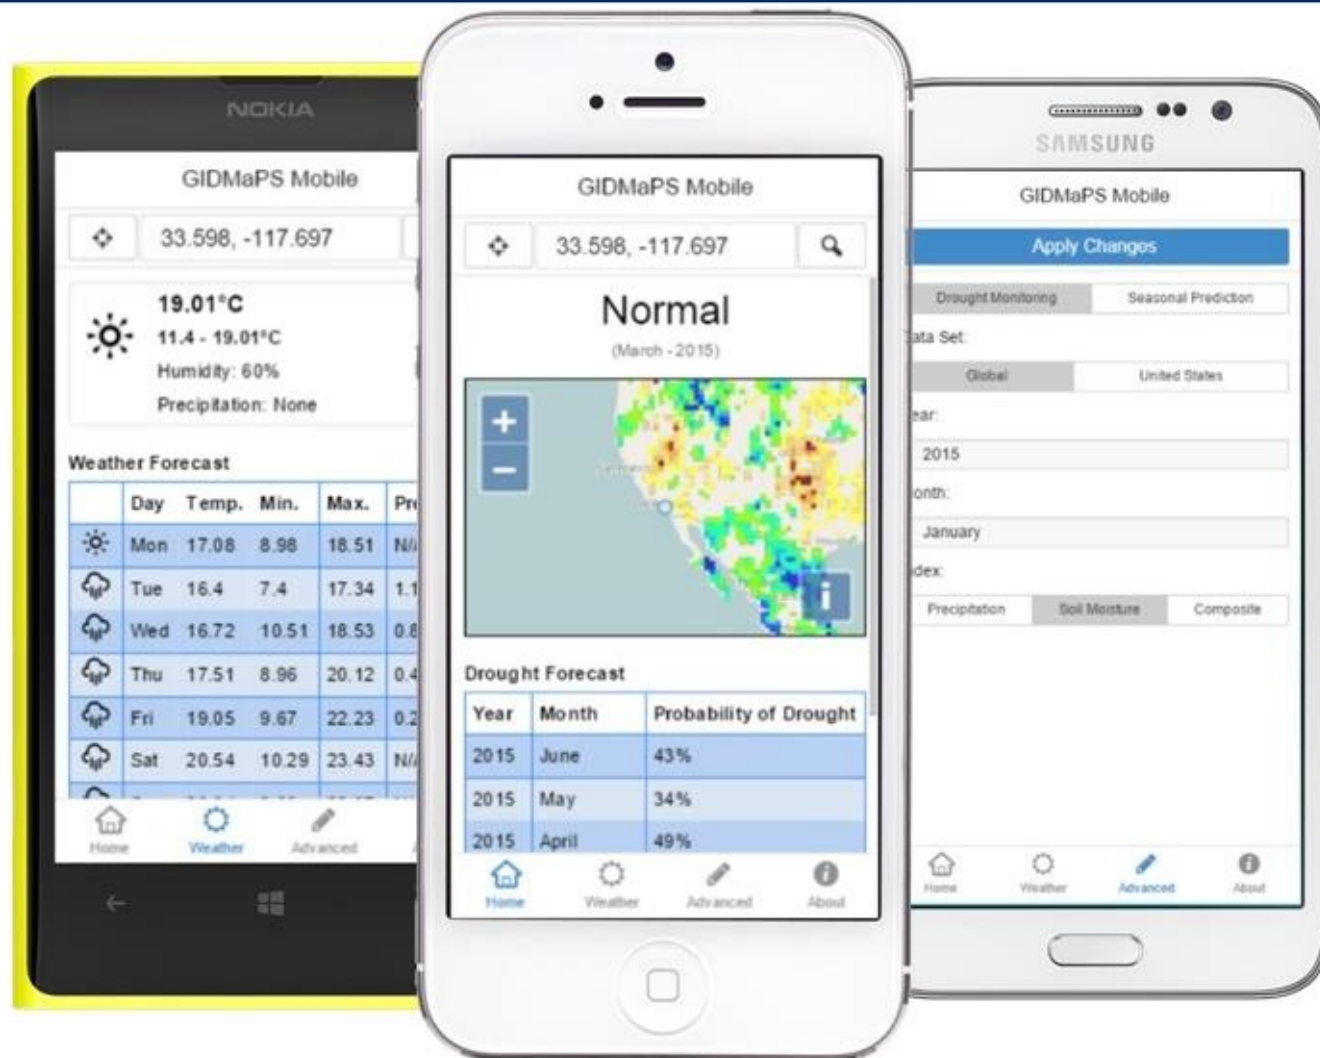 NOKIA
GIDMaPS Mobile
33.598, -117.697
19.01°C
11.4 - 19.01°C
Humidity: 60%
Precipitation: None
Weather Forecast
Day Temp. Min. Max.
Mon 17.08 8.98 18.51
Tue 16.4 7.4 17.34
Wed 16.72 10.51 18.53
Thu 17.51 8.96 20.12
Fri 19.05 9.67 22.23
Sat 20.54 10.29 23.43
Home Weather Advanced
GIDMaPS Mobile
33.598, -117.697
Normal
(March - 2015)
+
−
i
Drought Forecast
Year Month Probability of Drought
2015 June 43%
2015 May 34%
2015 April 49%
Home Weather Advanced About
SAMSUNG
GIDMaPS Mobile
Apply Changes
Drought Monitoring Seasonal Prediction
Set:
Global United States
2015
January
Precipitation Soil Moisture Composite
Home Weather Advanced About